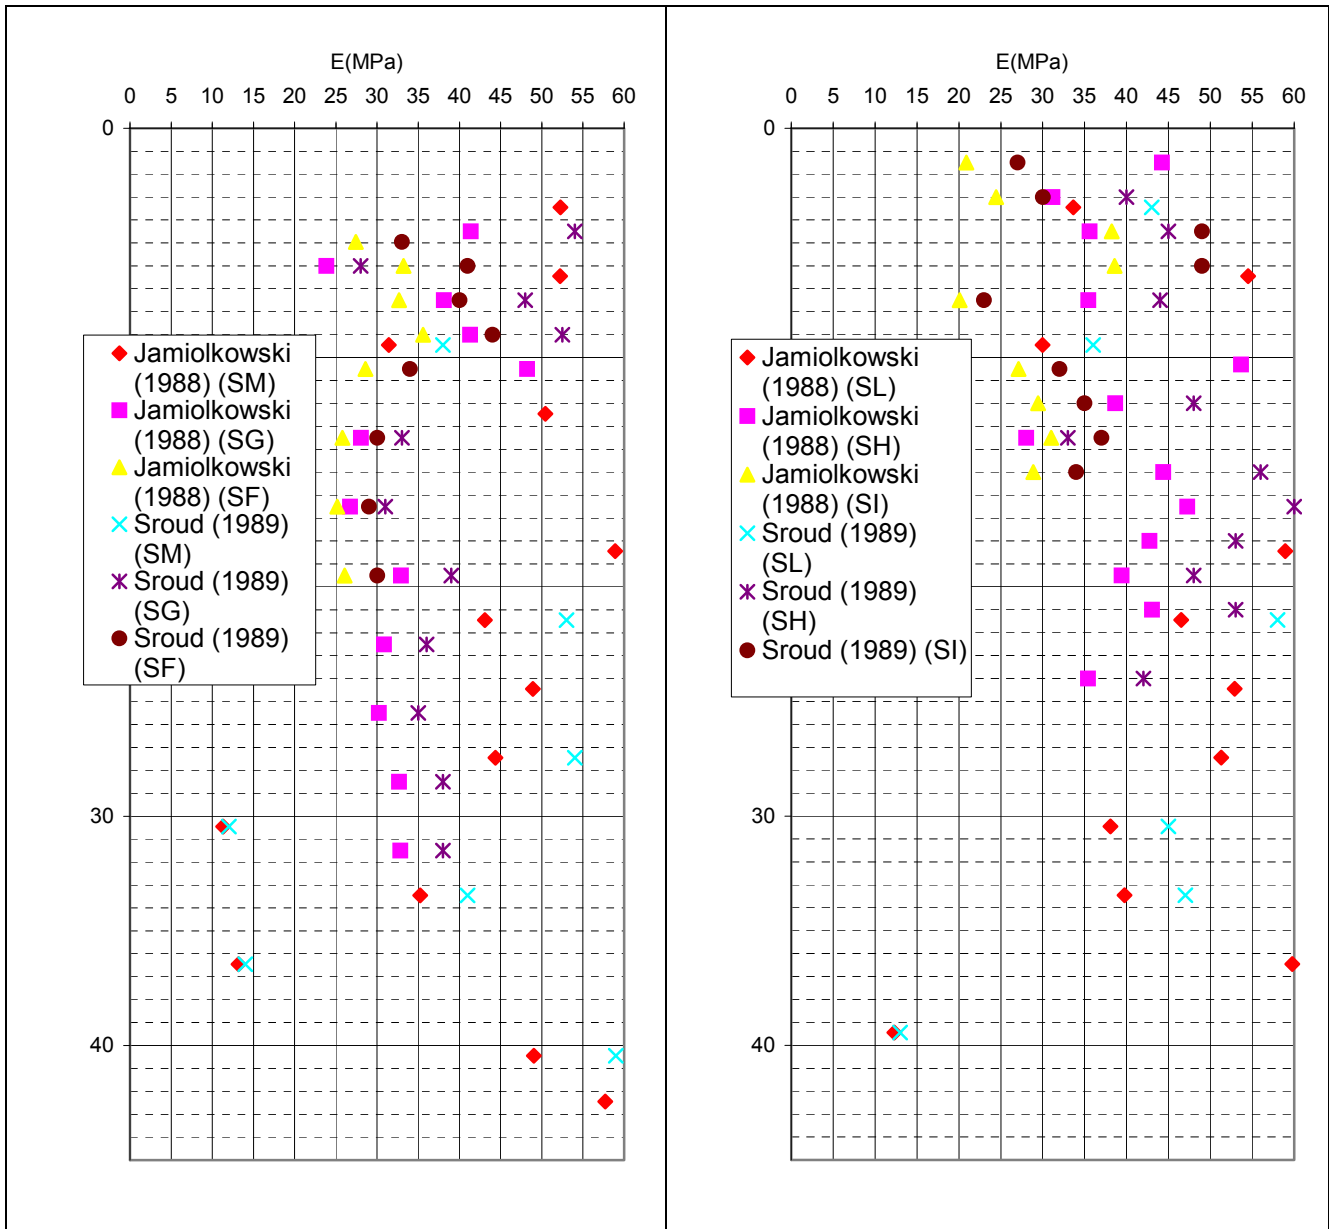 E(MPa)
0 5 10 15 20 25 30 35 40 45 50 55 60
0
Jamiolkowski
(1988) (SM)
Jamiolkowski
(1988) (SG)
Jamiolkowski
(1988) (SF)
Sroud (1989)
(SM)
Sroud (1989)
(SG)
Sroud (1989)
(SF)
30
40
E(MPa)
0 5 10 15 20 25 30 35 40 45 50 55 60
0
Jamiolkowski
(1988) (SL)
Jamiolkowski
(1988) (SH)
Jamiolkowski
(1988) (SI)
Sroud (1989)
(SL)
Sroud (1989)
(SH)
Sroud (1989) (SI)
30
40